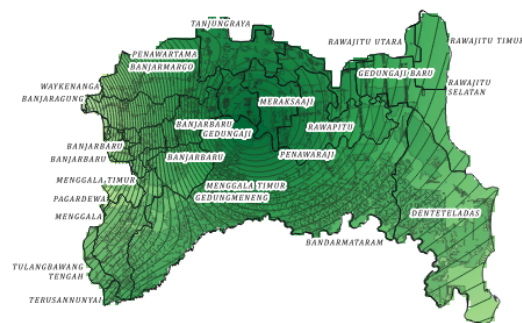 TANJUNGRAYA
RAWAJITU UTARA
RAWAJITU TIMUR
PENAWARTAMA
BANJARMARGO
GEDUNGAJI BARU
WAYKENANGA
RAWAJITU
SELATAN
BANJARAGUNG
MERAKSAAJI
BANJARBARU
GEDUNGAJI
RAWAPITU
BANJARBARU
BANJARBARU
BANJARBARU
PENAWARAJI
MENGGALA TIMUR
MENGGALA TIMUR
PAGARDEWA
GEDUNGMENENG
MENGGALA
DENTETELADAS
BANDARMATARAM
TULANGBAWANG
TENGAH
TERUSANNUNYAI